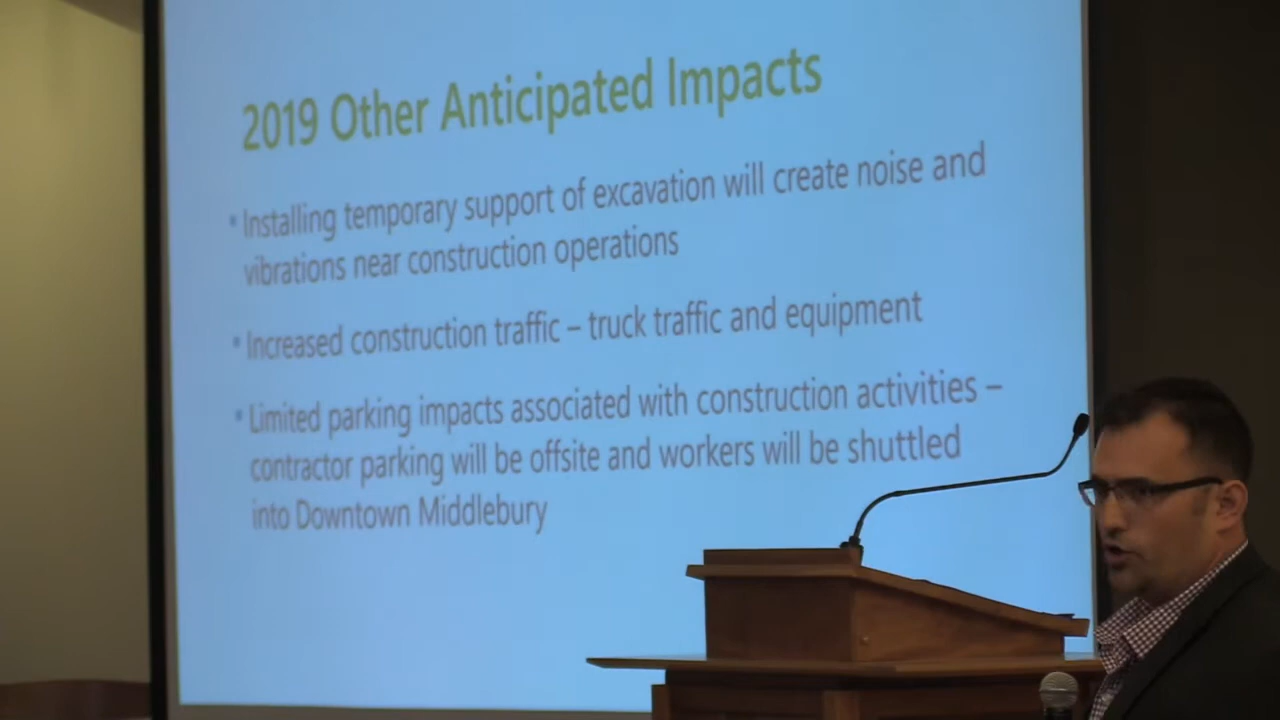 2019 Other Anticipated Impacts
• Installing temporary support of excavation will create noise and
vibrations near construction operations
• Increased construction traffic – truck traffic and equipment
• Limited parking impacts associated with construction activities –
contractor parking will be offsite and workers will be shuttled
into Downtown Middlebury